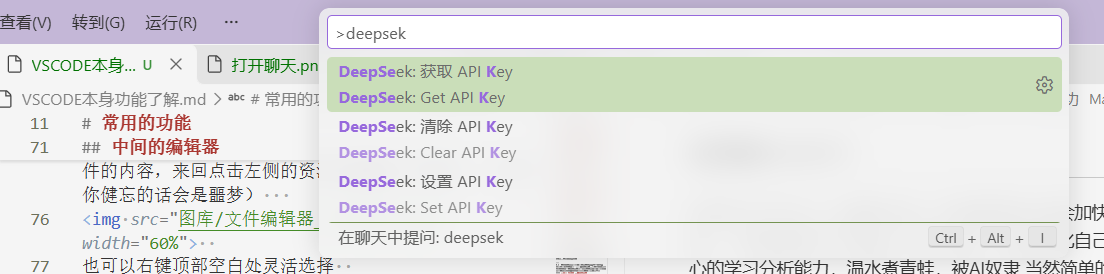 查看(V) 转到(G) 运行(R) ···
>deepsek
VSCODE本身... U × 打开聊天.pn
DeepSeek: 获取 API Key
DeepSeek: Get API Key
VSCODE本身功能了解.md > abc # 常用的功
DeepSeek: 清除 API Key
DeepSeek: Clear API Key
DeepSeek: 设置 API Key
DeepSeek: Set API Key
在聊天中提问: deepsek Ctrl + Alt + I
11 # 常用的功能
71 ## 中间的编辑器
件的内容，来回点击左侧的资
你健忘的话会是噩梦）···
76 <img·src="图库/文件编辑器_
width="60%">··
77 也可以右键顶部空白处灵活选择··
会加快
化自己
心的学习分析能力，温水煮青蛙，被AI奴隶 当然简单的